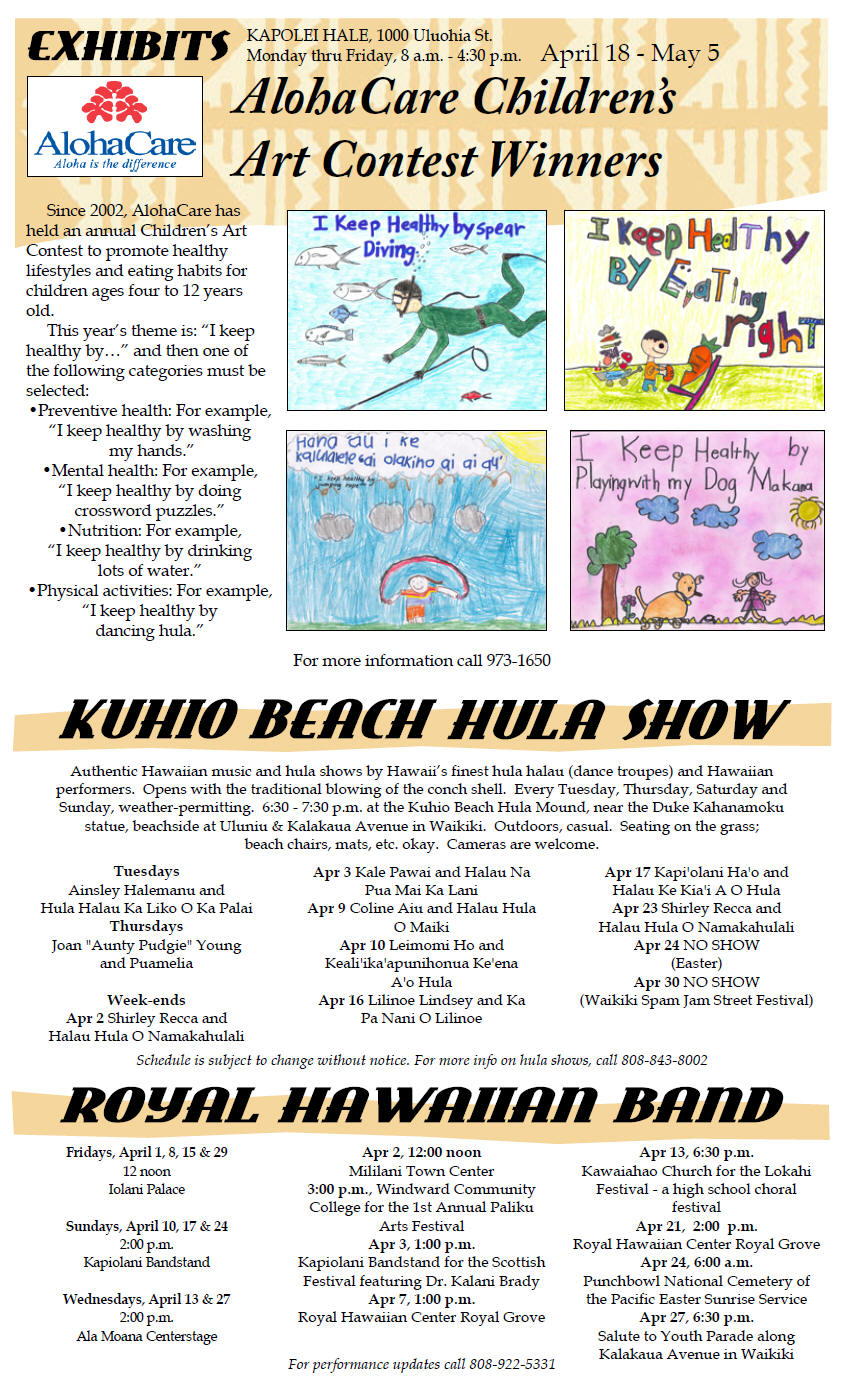 EXHIBITS
KAPOLEI HALE, 1000 Uluohia St.
Monday thru Friday, 8 a.m. - 4:30 p.m.
April 18 - May 5
AlohaCare
Aloha is the difference
AlohaCare Children's
Art Contest Winners
Since 2002, AlohaCare has
held an annual Children's Art
Contest to promote healthy
lifestyles and eating habits for
children ages four to 12 years
old.
This year's theme is: "I keep
healthy by…" and then one of
the following categories must be
selected:
•Preventive health: For example,
"I keep healthy by washing
my hands."
•Mental health: For example,
"I keep healthy by doing
crossword puzzles."
•Nutrition: For example,
"I keep healthy by drinking
lots of water."
•Physical activities: For example,
"I keep healthy by
dancing hula."
I Keep Healthy by spear
Diving.
I Keep HealThy
BY EaTing
righT
Hana au i ke
"I keep healthy by
jumping rope"
I Keep Healthy by
Playing with my Dog Makana
For more information call 973-1650
KUHIO BEACH HULA SHOW
Authentic Hawaiian music and hula shows by Hawaii's finest hula halau (dance troupes) and Hawaiian
performers. Opens with the traditional blowing of the conch shell. Every Tuesday, Thursday, Saturday and
Sunday, weather-permitting. 6:30 - 7:30 p.m. at the Kuhio Beach Hula Mound, near the Duke Kahanamoku
statue, beachside at Uluniu & Kalakaua Avenue in Waikiki. Outdoors, casual. Seating on the grass;
beach chairs, mats, etc. okay. Cameras are welcome.
Tuesdays
Ainsley Halemanu and
Hula Halau Ka Liko O Ka Palai
Thursdays
Joan "Aunty Pudgie" Young
and Puamelia
Week-ends
Apr 2 Shirley Recca and
Halau Hula O Namakahulali
Apr 3 Kale Pawai and Halau Na
Pua Mai Ka Lani
Apr 9 Coline Aiu and Halau Hula
O Maiki
Apr 10 Leimomi Ho and
Keali'ika'apunihonua Ke'ena
A'o Hula
Apr 16 Lilinoe Lindsey and Ka
Pa Nani O Lilinoe
Apr 17 Kapi'olani Ha'o and
Halau Ke Kia'i A O Hula
Apr 23 Shirley Recca and
Halau Hula O Namakahulali
Apr 24 NO SHOW
(Easter)
Apr 30 NO SHOW
(Waikiki Spam Jam Street Festival)
Schedule is subject to change without notice. For more info on hula shows, call 808-843-8002
ROYAL HAWAIIAN BAND
Fridays, April 1, 8, 15 & 29
12 noon
Iolani Palace
Sundays, April 10, 17 & 24
2:00 p.m.
Kapiolani Bandstand
Wednesdays, April 13 & 27
2:00 p.m.
Ala Moana Centerstage
Apr 2, 12:00 noon
Mililani Town Center
3:00 p.m., Windward Community
College for the 1st Annual Paliku
Arts Festival
Apr 3, 1:00 p.m.
Kapiolani Bandstand for the Scottish
Festival featuring Dr. Kalani Brady
Apr 7, 1:00 p.m.
Royal Hawaiian Center Royal Grove
Apr 13, 6:30 p.m.
Kawaiahao Church for the Lokahi
Festival - a high school choral
festival
Apr 21, 2:00 p.m.
Royal Hawaiian Center Royal Grove
Apr 24, 6:00 a.m.
Punchbowl National Cemetery of
the Pacific Easter Sunrise Service
Apr 27, 6:30 p.m.
Salute to Youth Parade along
Kalakaua Avenue in Waikiki
For performance updates call 808-922-5331